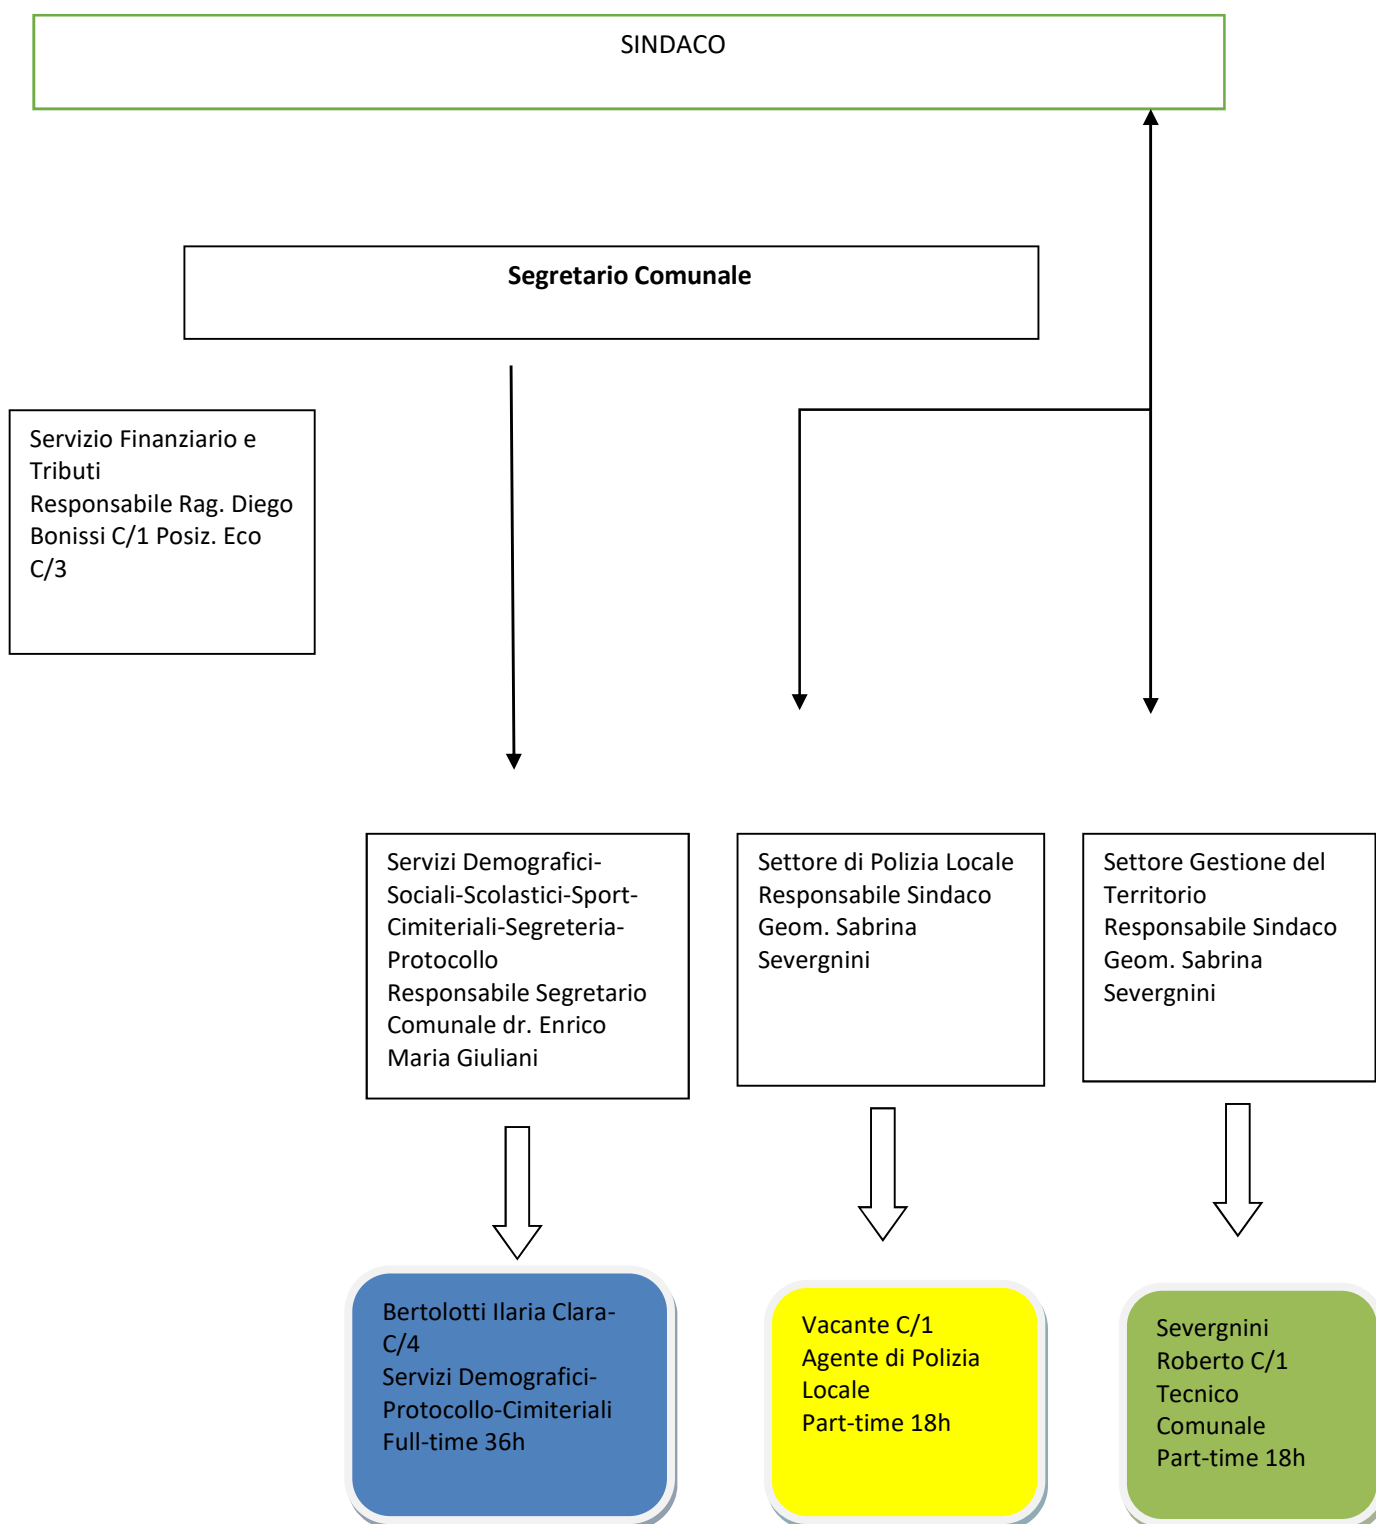 SINDACO
Segretario Comunale
Servizio Finanziario e
Tributi
Responsabile Rag. Diego
Bonissi C/1 Posiz. Eco
C/3
Servizi Demografici-
Sociali-Scolastici-Sport-
Cimiteriali-Segreteria-
Protocollo
Responsabile Segretario
Comunale dr. Enrico
Maria Giuliani
Settore di Polizia Locale
Responsabile Sindaco
Geom. Sabrina
Severgnini
Settore Gestione del
Territorio
Responsabile Sindaco
Geom. Sabrina
Severgnini
Bertolotti Ilaria Clara-
C/4
Servizi Demografici-
Protocollo-Cimiteriali
Full-time 36h
Vacante C/1
Agente di Polizia
Locale
Part-time 18h
Severgnini
Roberto C/1
Tecnico
Comunale
Part-time 18h